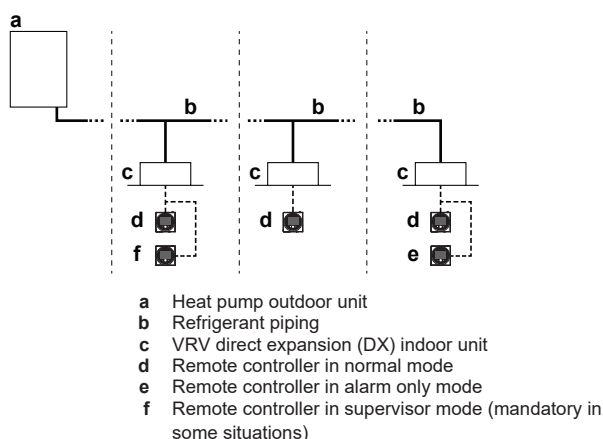 a
b b b
c c c
d d d
f e
a Heat pump outdoor unit
b Refrigerant piping
c VRV direct expansion (DX) indoor unit
d Remote controller in normal mode
e Remote controller in alarm only mode
f Remote controller in supervisor mode (mandatory in
some situations)